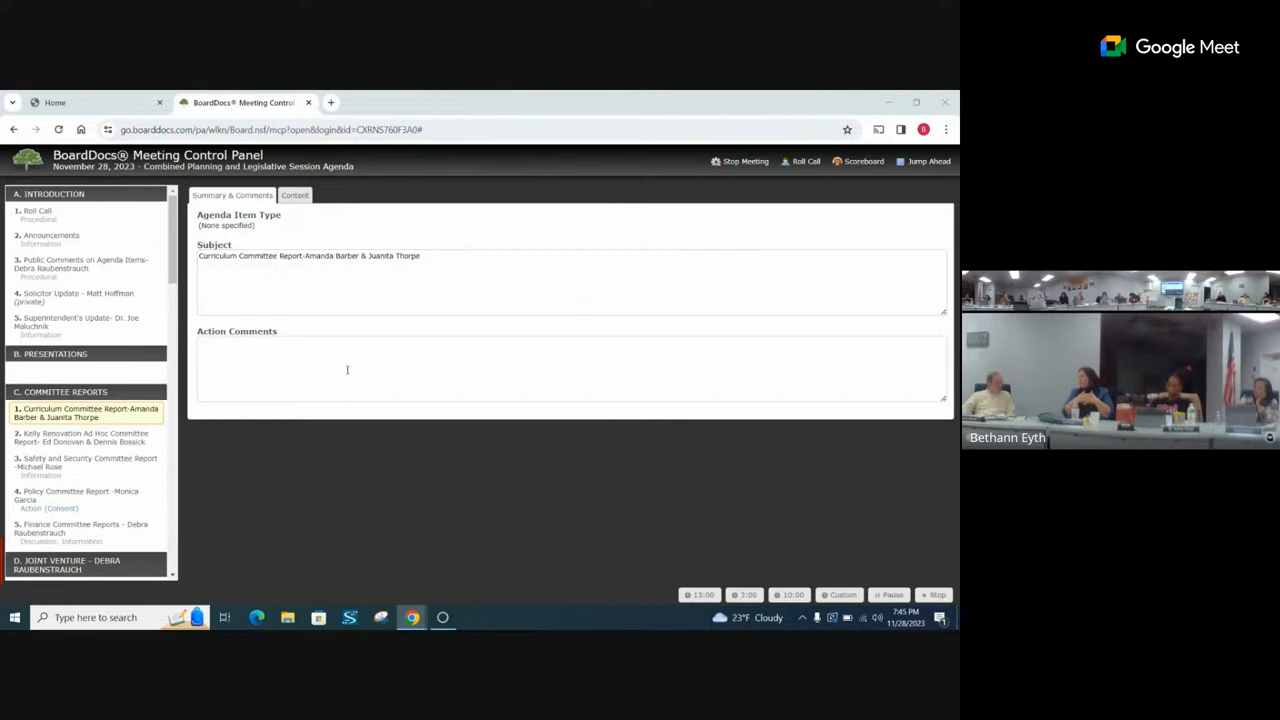 Google Meet
Home
BoardDocs® Meeting Control
go.boarddocs.com/pa/wlkn/Board.nsf/mcp?open&login&id=CXRNS760F3A0#
B
BoardDocs® Meeting Control Panel
November 28, 2023 - Combined Planning and Legislative Session Agenda
Stop Meeting
Roll Call
Scoreboard
Jump Ahead
A. INTRODUCTION
1. Roll Call
Procedural
2. Announcements
Information
3. Public Comments on Agenda Items-
Debra Raubenstrauch
Procedural
4. Solicitor Update - Matt Hoffman
(private)
5. Superintendent's Update- Dr. Joe
Maluchnik
Information
B. PRESENTATIONS
C. COMMITTEE REPORTS
1. Curriculum Committee Report-Amanda
Barber & Juanita Thorpe
2. Kelly Renovation Ad Hoc Committee
Report- Ed Donovan & Dennis Bossick
3. Safety and Security Committee Report
-Michael Rose
Information
4. Policy Committee Report -Monica
Garcia
Action (Consent)
5. Finance Committee Reports - Debra
Raubenstrauch
Discussion, Information
D. JOINT VENTURE - DEBRA
RAUBENSTRAUCH
Summary & Comments
Content
Agenda Item Type
(None specified)
Subject
Curriculum Committee Report-Amanda Barber & Juanita Thorpe
Action Comments
13:00
3:00
10:00
Custom
Pause
Stop
Bethann Eyth
Type here to search
23°F Cloudy
7:45 PM
11/28/2023
1